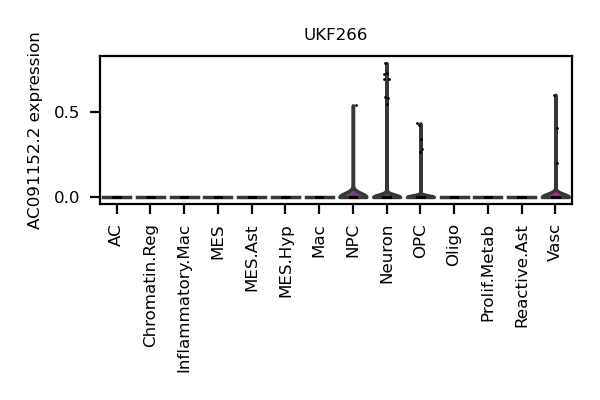 UKF266
AC091152.2 expression
0.5
0.0
AC
Chromatin.Reg
Inflammatory.Mac
MES
MES.Ast
MES.Hyp
Mac
NPC
Neuron
OPC
Oligo
Prolif.Metab
Reactive.Ast
Vasc